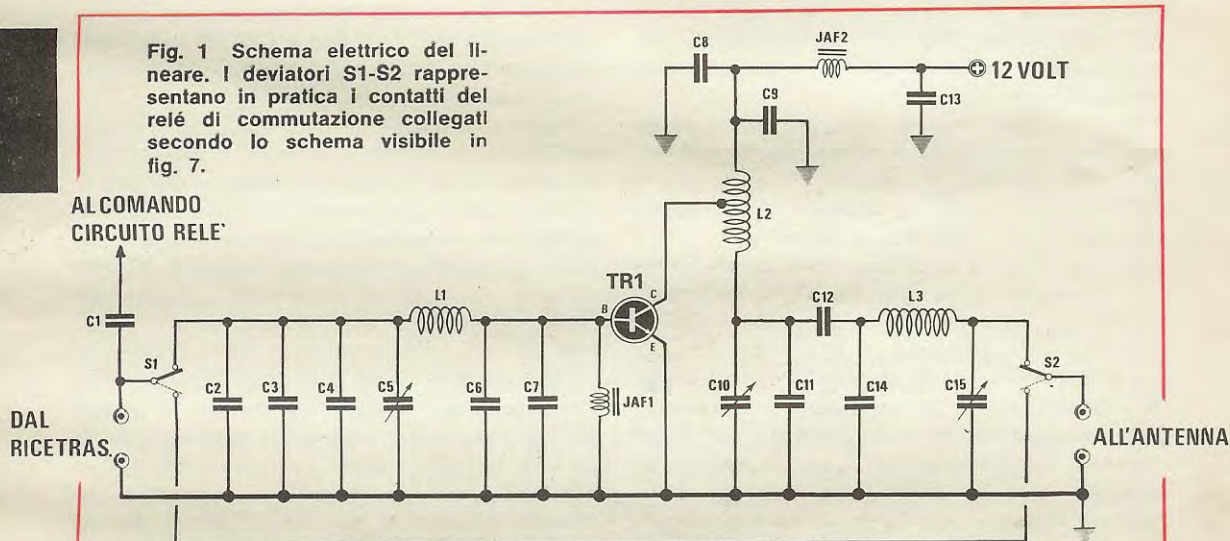 Fig. 1 Schema elettrico del li-
neare. I deviatori S1-S2 rappre-
sentano in pratica i contatti del
relé di commutazione collegati
secondo lo schema visibile in
fig. 7.
C8
JAF2
12 VOLT
C9
C13
AL COMANDO
CIRCUITO RELE'
L2
TR1
C
B
E
L1
C12
L3
C1
S1
S2
C2
C3
C4
C5
C6
C7
JAF1
C10
C11
C14
C15
DAL
RICETRAS.
ALL'ANTENNA